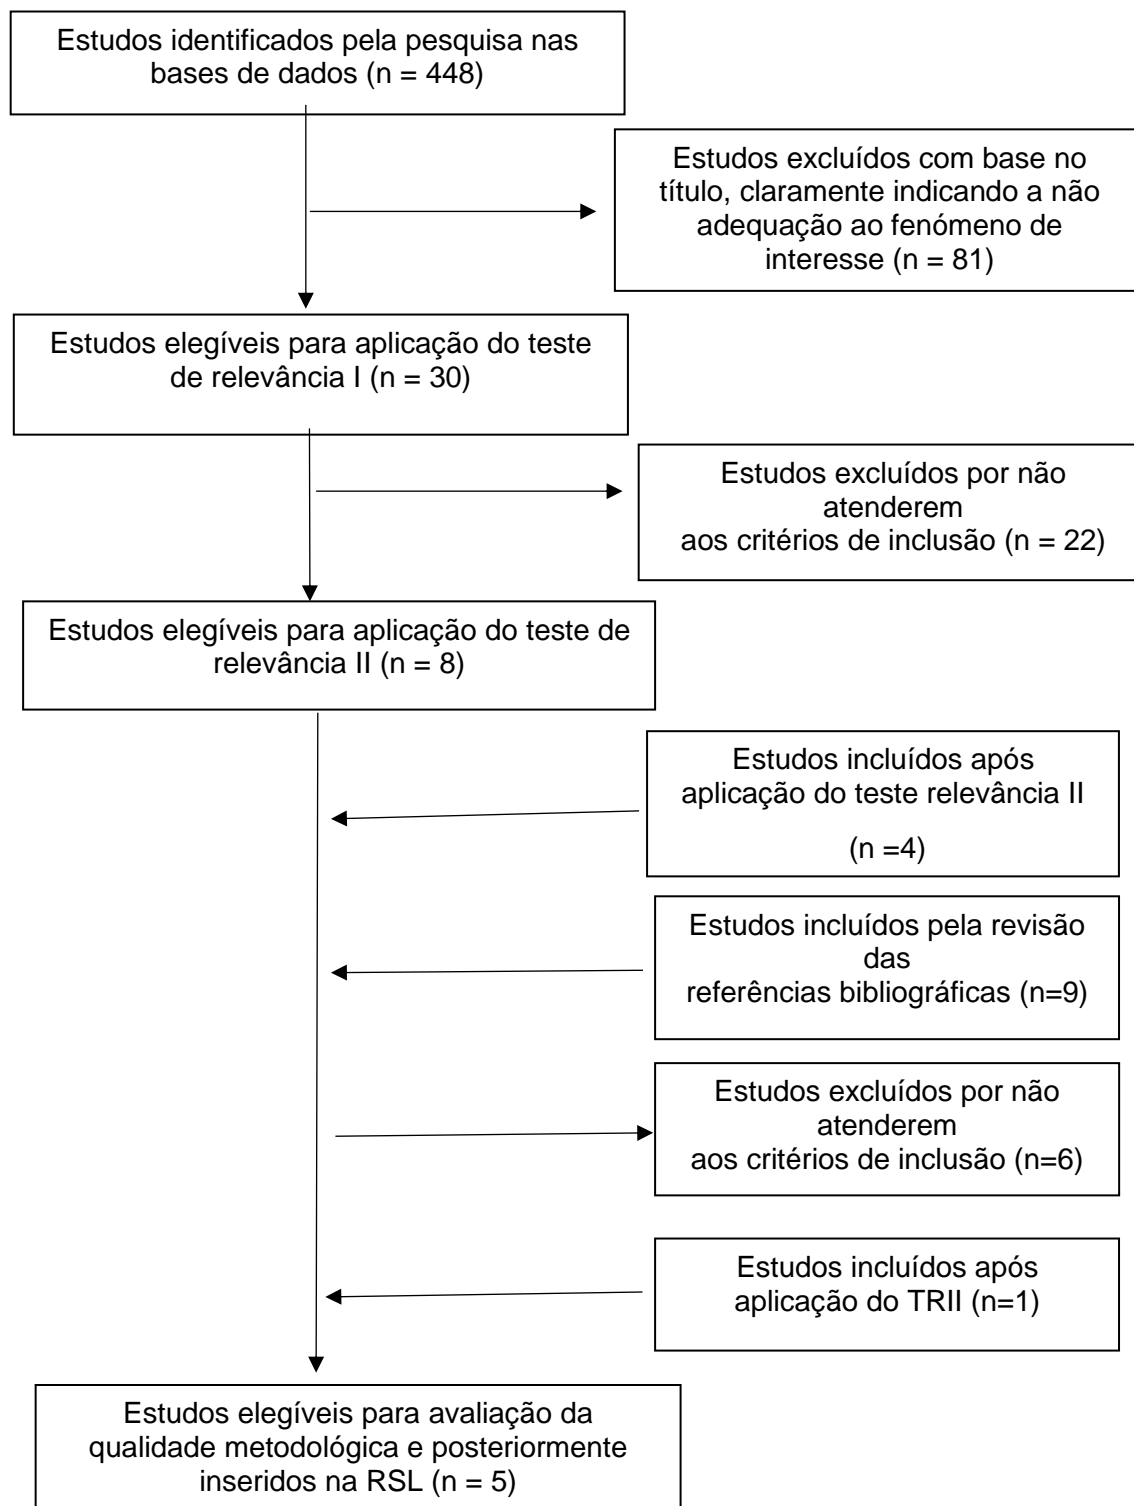 Estudos identificados pela pesquisa nas
bases de dados (n = 448)
Estudos excluídos com base no
título, claramente indicando a não
adequação ao fenómeno de
interesse (n = 81)
Estudos elegíveis para aplicação do teste
de relevância I (n = 30)
Estudos excluídos por não
atenderem
aos critérios de inclusão (n = 22)
Estudos elegíveis para aplicação do teste de
relevância II (n = 8)
Estudos incluídos após
aplicação do teste relevância II
(n =4)
Estudos incluídos pela revisão
das
referências bibliográficas (n=9)
Estudos excluídos por não
atenderem
aos critérios de inclusão (n=6)
Estudos incluídos após
aplicação do TRII (n=1)
Estudos elegíveis para avaliação da
qualidade metodológica e posteriormente
inseridos na RSL (n = 5)